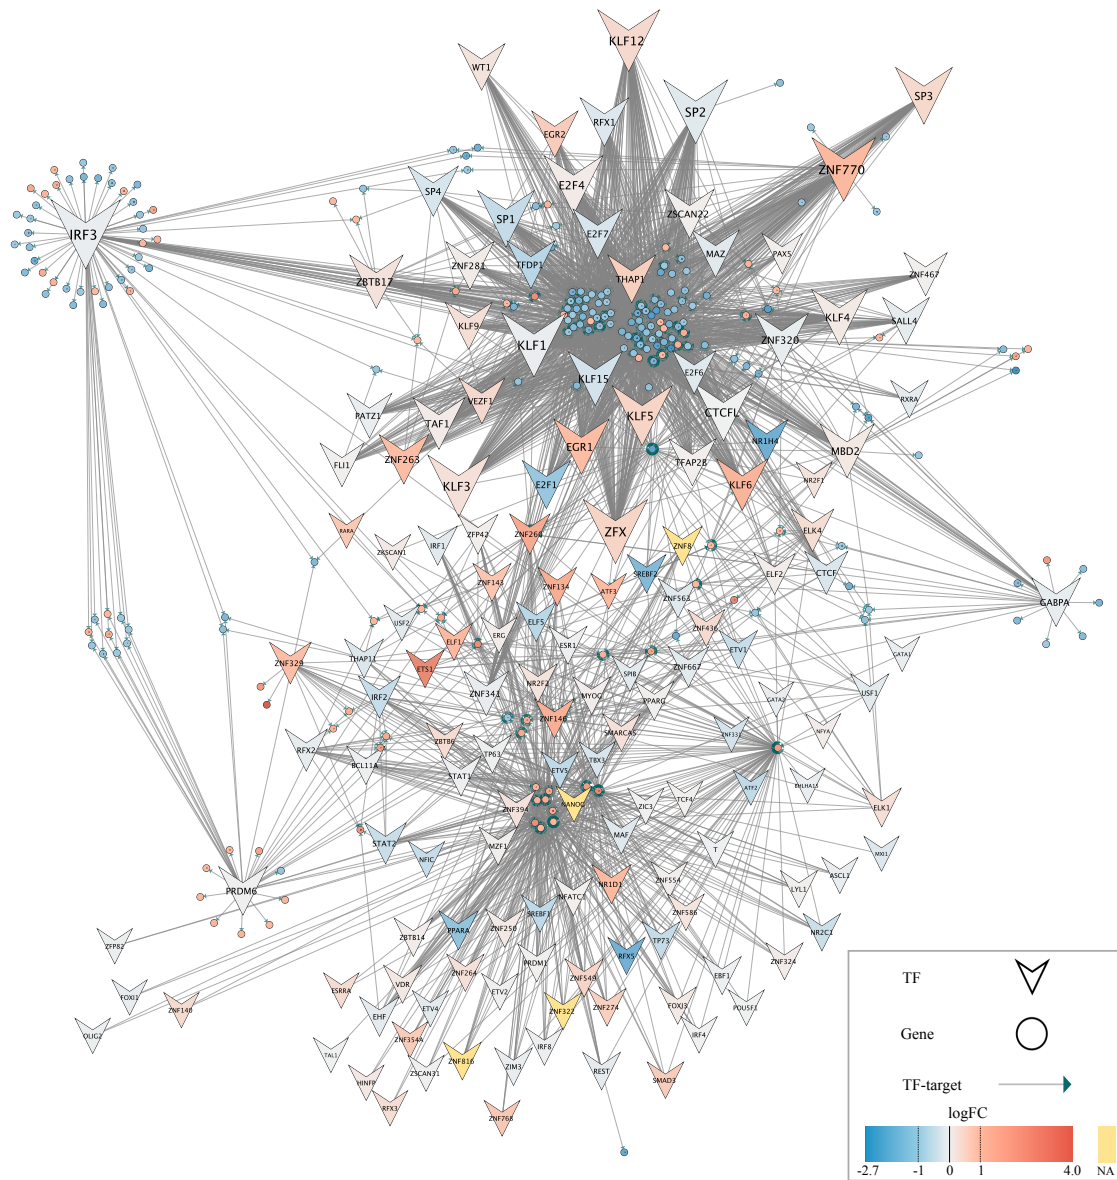 KLF12
WT1
SP3
SP2
EGR2
RFX1
ZNF770
E2F4
SP4
ZSCAN22
SP1
IRF3
E2F7
MAZ
PAX5
ZNF281
TFDP1
ZNF467
THAP1
ZBTB17
KLF4
SALL4
KLF9
ZNF320
KLF1
E2F6
KLF15
RXRA
VEZF1
CTCFL
PATZ1
KLF5
TAF1
NR1H4
EGR1
MBD2
ZNF263
TFAP2B
FLI1
NR2F1
KLF3
E2F1
KLF6
RARA
ZFP42
ZNF266
ZFX
ELK4
IRF1
ZNF8
ZKSCAN1
SREBF2
ELF2
CTCF
ZNF143
ZNF134
ATF3
ZNF563
GABPA
USF2
ELF5
ZNF436
ELF1
ERG
ESR1
ETV1
GATA1
THAP11
ZNF329
ETS1
ZNF667
SPIB
NR2F2
IRF2
ZNF341
MYOG
PPARG
GATA2
USF1
ZNF146
SMARCA5
ZNF331
NFYA
ZBTB6
RFX2
TP63
TBX3
BCL11A
ETV5
STAT1
ATF2
BHLHA15
ZNF394
NANOG
ZIC3
TCF4
ELK1
MAF
STAT2
MZF1
T
NFIC
MXI1
ASCL1
ZNF554
NR1D1
LYL1
PRDM6
NFATC1
ZNF586
SREBF1
PPARA
ZNF250
NR2C1
ZBTB14
TP73
ZFP82
RFX5
PRDM1
ZNF324
ZNF264
ZNF549
EBF1
VDR
ESRRA
ETV2
FOXI1
ZNF140
ETV4
ZNF322
ZNF274
FOXJ3
POU5F1
EHF
OLIG2
ZNF354A
IRF8
IRF4
TAL1
ZNF816
ZIM3
REST
ZSCAN31
HINFP
SMAD3
RFX3
ZNF768
TF
Gene
TF-target
logFC
-2.7 -1 0 1 4.0 NA